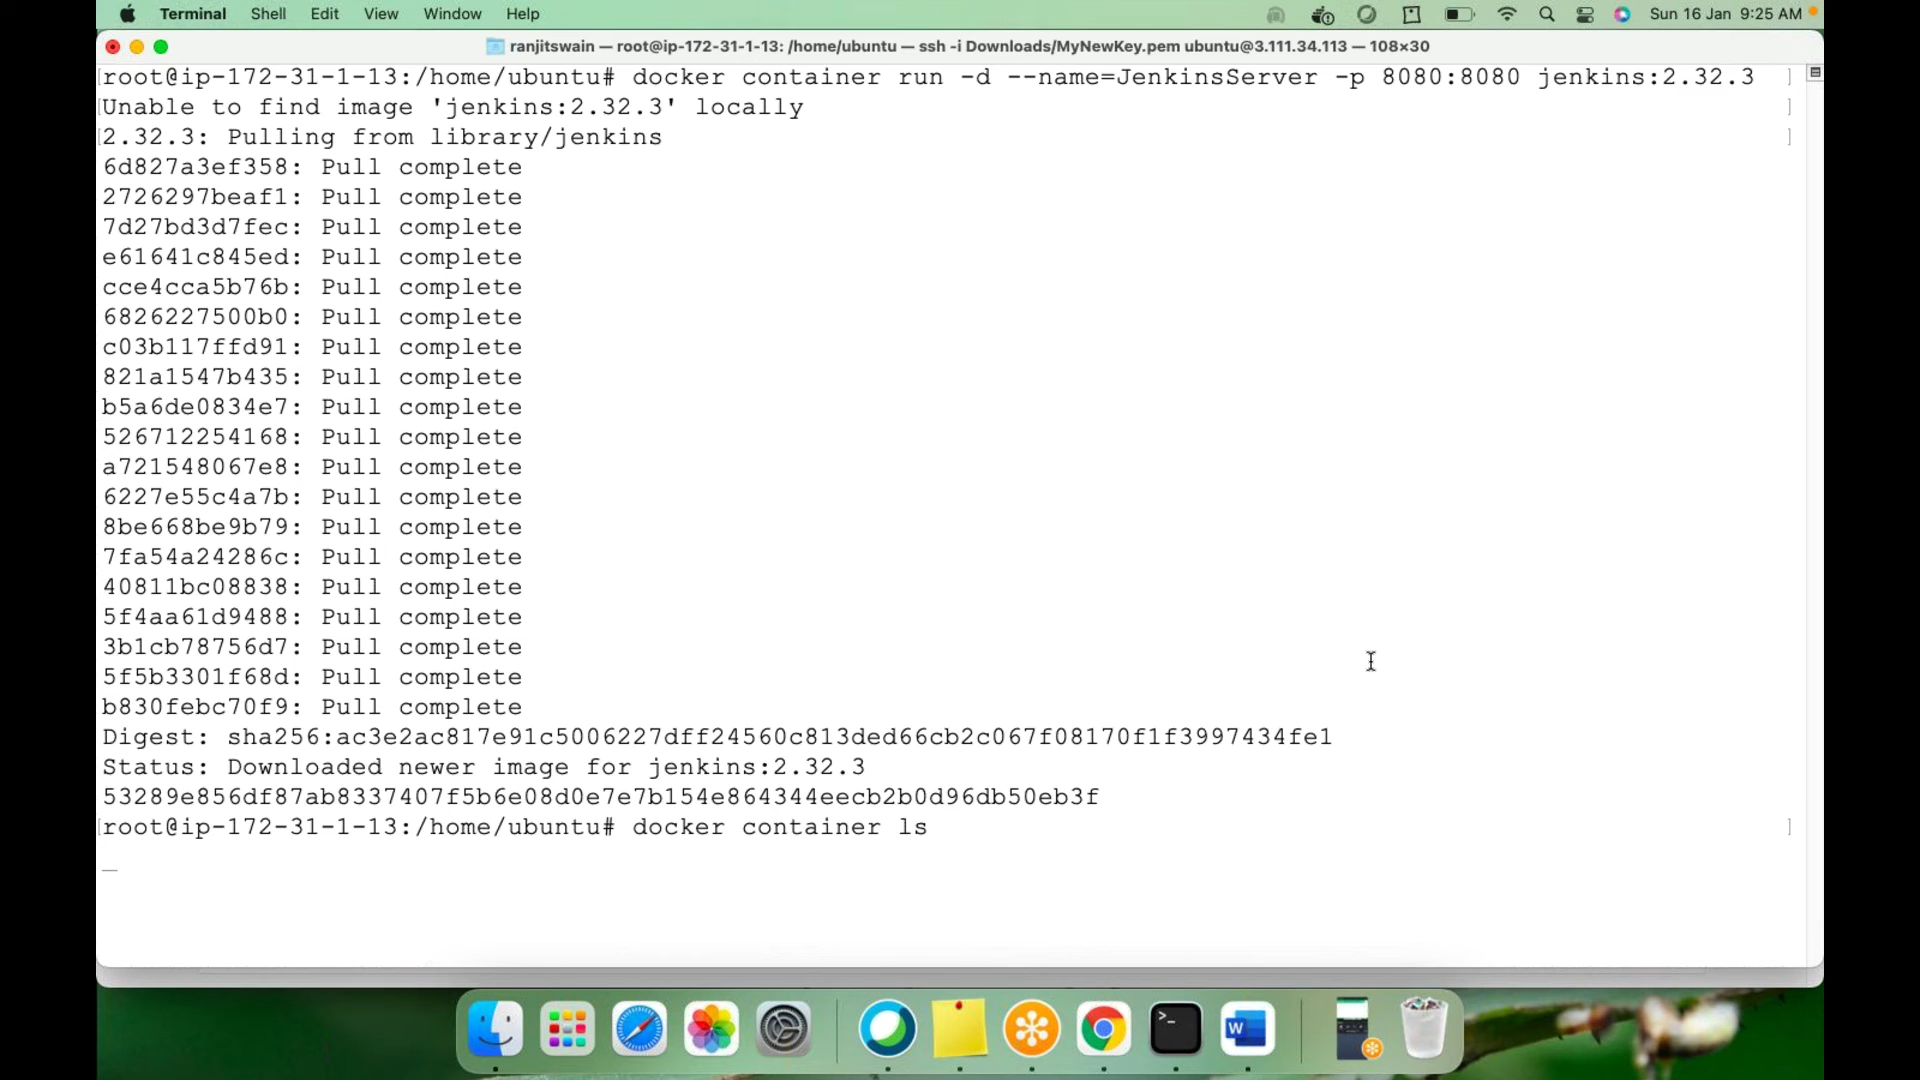 Terminal Shell Edit View Window Help Sun 16 Jan 9:25 AM
ranjitswain — root@ip-172-31-1-13: /home/ubuntu — ssh -i Downloads/MyNewKey.pem ubuntu@3.111.34.113 — 108×30
root@ip-172-31-1-13:/home/ubuntu# docker container run -d --name=JenkinsServer -p 8080:8080 jenkins:2.32.3
Unable to find image 'jenkins:2.32.3' locally
2.32.3: Pulling from library/jenkins
6d827a3ef358: Pull complete
2726297beaf1: Pull complete
7d27bd3d7fec: Pull complete
e61641c845ed: Pull complete
cce4cca5b76b: Pull complete
6826227500b0: Pull complete
c03b117ffd91: Pull complete
821a1547b435: Pull complete
b5a6de0834e7: Pull complete
526712254168: Pull complete
a721548067e8: Pull complete
6227e55c4a7b: Pull complete
8be668be9b79: Pull complete
7fa54a24286c: Pull complete
40811bc08838: Pull complete
5f4aa61d9488: Pull complete
3b1cb78756d7: Pull complete
5f5b3301f68d: Pull complete
b830febc70f9: Pull complete
Digest: sha256:ac3e2ac817e91c5006227dff24560c813ded66cb2c067f08170f1f3997434fe1
Status: Downloaded newer image for jenkins:2.32.3
53289e856df87ab8337407f5b6e08d0e7e7b154e864344eecb2b0d96db50eb3f
root@ip-172-31-1-13:/home/ubuntu# docker container ls
>_
W